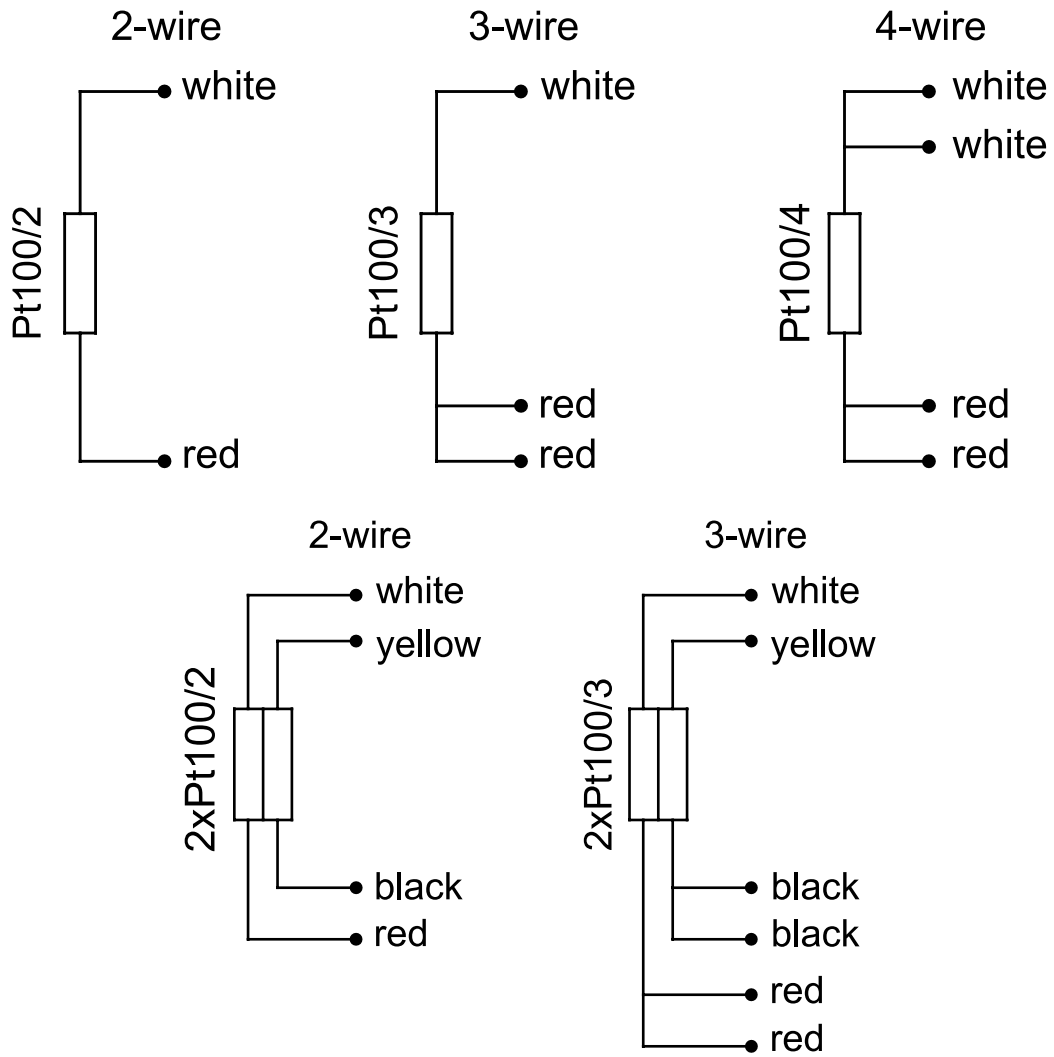 2-wire
3-wire
4-wire
white
white
white
white
Pt100/2
Pt100/3
Pt100/4
red
red
red
red
red
2-wire
3-wire
white
white
yellow
yellow
2xPt100/2
2xPt100/3
black
black
red
black
red
red